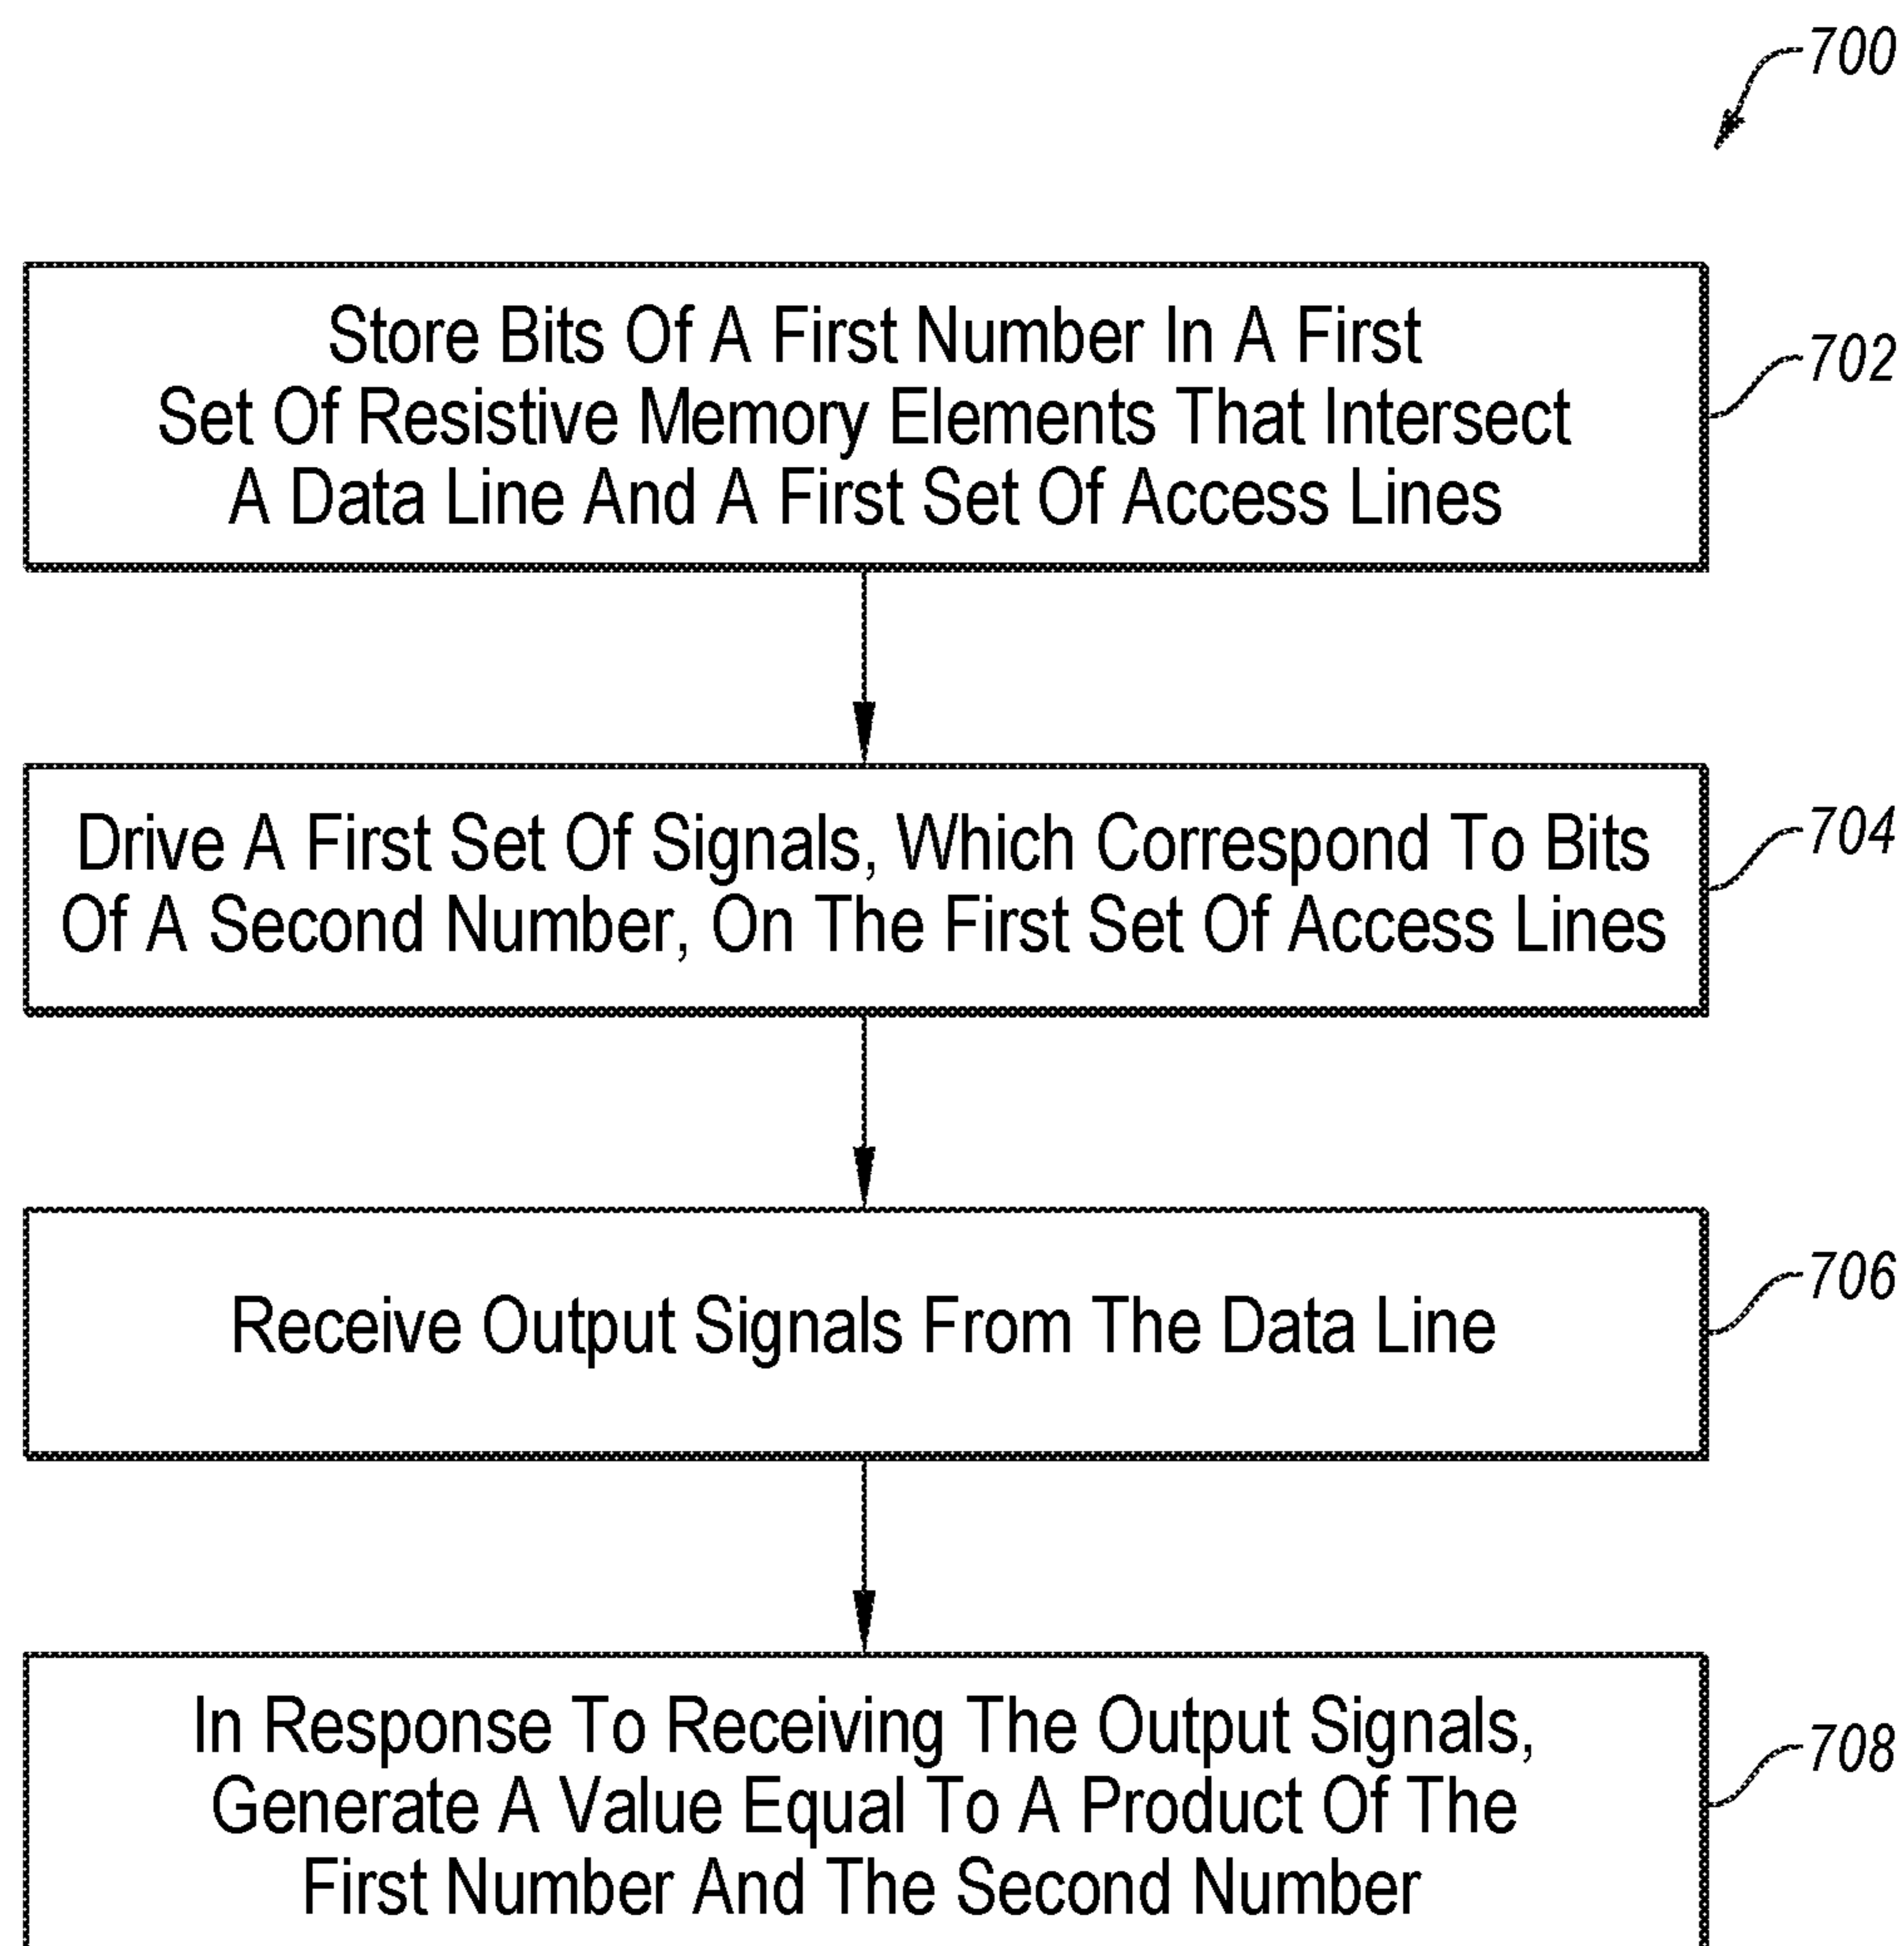 700
Store Bits Of A First Number In A First
Set Of Resistive Memory Elements That Intersect
A Data Line And A First Set Of Access Lines
702
Drive A First Set Of Signals, Which Correspond To Bits
Of A Second Number, On The First Set Of Access Lines
704
Receive Output Signals From The Data Line
706
In Response To Receiving The Output Signals,
Generate A Value Equal To A Product Of The
First Number And The Second Number
708